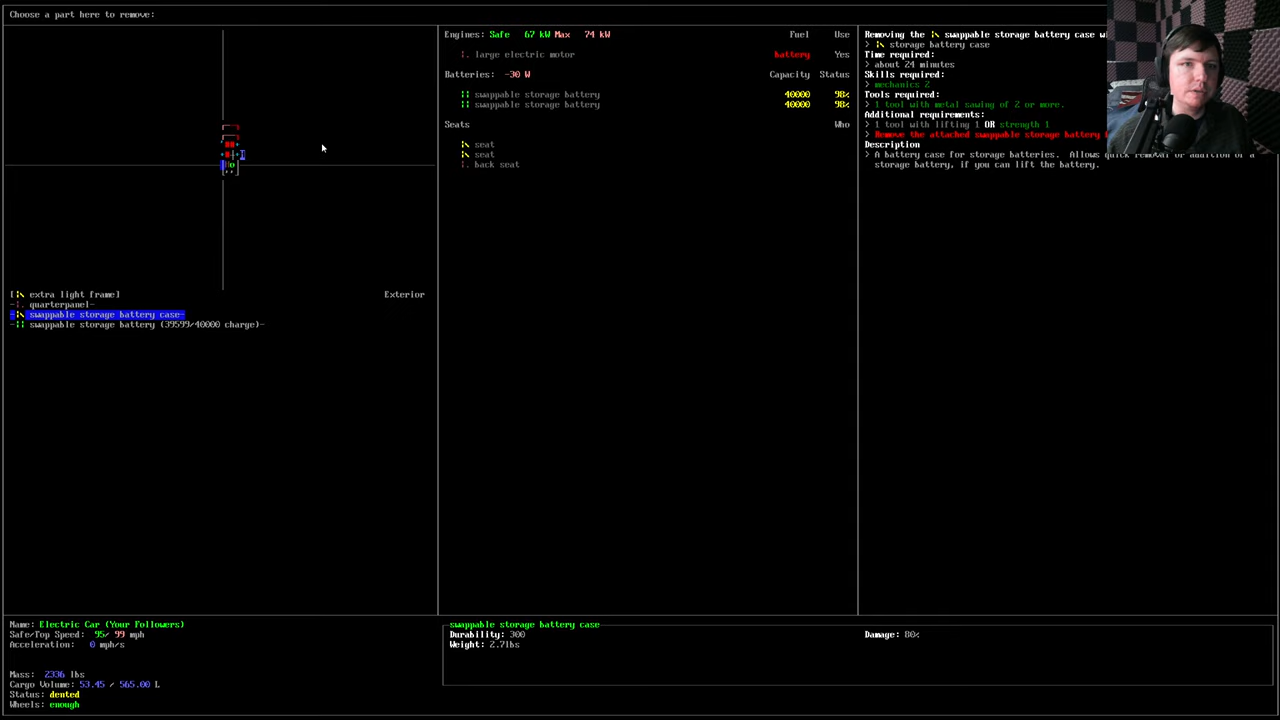 Choose a part here to remove:
Engines: Safe 67 kW Max 74 kW Fuel Use
large electric motor battery Yes
Batteries: -30 W Capacity Status
swappable storage battery 40000 98%
swappable storage battery 40000 98%
Seats Who
seat
seat
back seat
Removing the swappable storage battery case
> storage battery case
Time required:
> about 24 minutes
Skills required:
> mechanics 2
Tools required:
> 1 tool with metal sawing of 2 or more.
Additional requirements:
> 1 tool with lifting 1 OR strength 1
> Remove the attached swappable storage battery
Description
> A battery case for storage batteries. Allows quick removal or addition of a
storage battery, if you can lift the battery.
[extra light frame] Exterior
-quarterpanel-
-swappable storage battery case-
-swappable storage battery (39599/40000 charge)-
Name: Electric Car (Your Followers)
Safe/Top Speed: 95/ 99 mph
Acceleration: 0 mph/s
Mass: 2336 lbs
Cargo Volume: 53.45 / 565.00 L
Status: dented
Wheels: enough
swappable storage battery case
Durability: 300 Damage: 80%
Weight: 2.7lbs